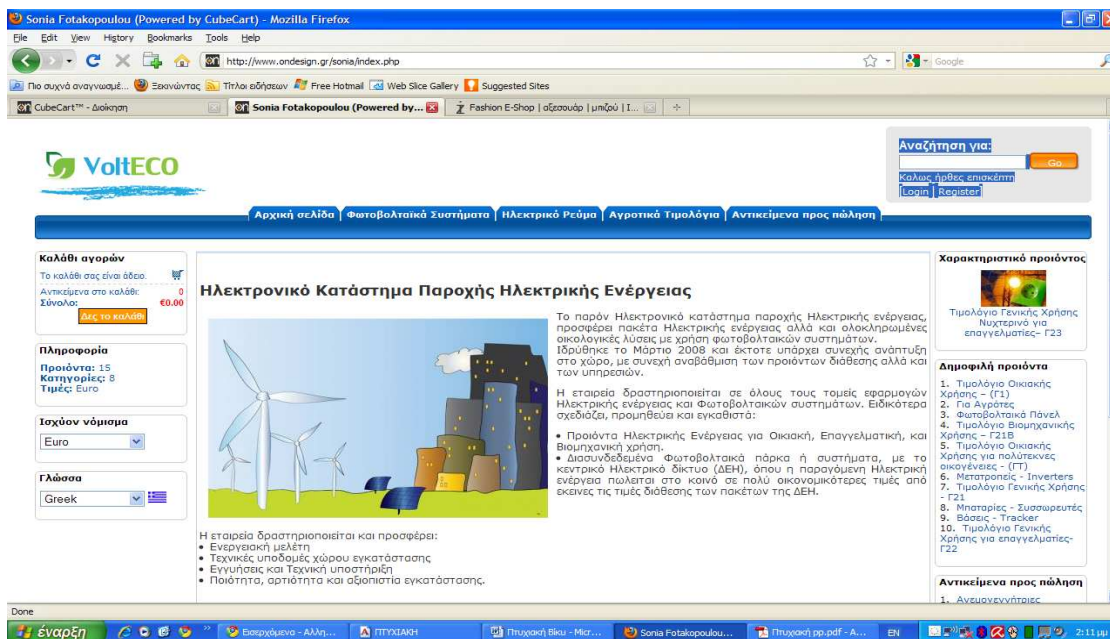 Sonia Fotakopoulou (Powered by CubeCart) - Mozilla Firefox
File Edit View History Bookmarks Tools Help
http://www.ondesign.gr/sonia/index.php
Google
Πιο συχνά αναγνωσμέ... Ξεκινώντας Τίτλοι ειδήσεων Free Hotmail Web Slice Gallery Suggested Sites
CubeCart™ - Διοίκηση Sonia Fotakopoulou (Powered by... Fashion E-Shop | αξεσουάρ | μπιζού | Ι...
VoltECO
Αναζήτηση για:
Go
Καλως ήρθες επισκέπτη
[Login | Register]
Αρχική σελίδα Φωτοβολταϊκά Συστήματα Ηλεκτρικό Ρεύμα Αγροτικά Τιμολόγια Αντικείμενα προς πώληση
Καλάθι αγορών
Το καλάθι σας είναι άδειο.
Αντικείμενα στο καλάθι: 0
Σύνολο: €0.00
Δες το καλάθι
Πληροφορία
Προιόντα: 15
Κατηγορίες: 8
Τιμές: Euro
Ισχύον νόμισμα
Euro
Γλώσσα
Greek
Ηλεκτρονικό Κατάστημα Παροχής Ηλεκτρικής Ενέργειας
Το παρόν Ηλεκτρονικό κατάστημα παροχής Ηλεκτρικής ενέργειας,
προσφέρει πακέτα Ηλεκτρικής ενέργειας αλλά και ολοκληρωμένες
οικολογικές λύσεις με χρήση φωτοβολταικών συστημάτων.
Ιδρύθηκε το Μάρτιο 2008 και έκτοτε υπάρχει συνεχής ανάπτυξη
στο χώρο, με συνεχή αναβάθμιση των προιόντων διάθεσης αλλά και
των υπηρεσιών.
Η εταιρεία δραστηριοποιείται σε όλους τους τομείς εφαρμογών
Ηλεκτρικής ενέργειας και Φωτοβολταικών συστημάτων. Ειδικότερα
σχεδιάζει, προμηθεύει και εγκαθιστά:
• Προιόντα Ηλεκτρικής Ενέργειας για Οικιακή, Επαγγελματική, και
Βιομηχανική χρήση.
• Διασυνδεδεμένα Φωτοβολταικά πάρκα ή συστήματα, με το
κεντρικό Ηλεκτρικό δίκτυο (ΔΕΗ), όπου η παραγόμενη Ηλεκτρική
ενέργεια πωλείται στο κοινό σε πολύ οικονομικότερες τιμές από
εκεινες τις τιμές διάθεσης των πακέτων της ΔΕΗ.
Η εταιρεία δραστηριοποιείται και προσφέρει:
• Ενεργειακή μελέτη
• Τεχνικές υποδομές χώρου εγκατάστασης
• Εγγυήσεις και Τεχνική υποστήριξη
• Ποιότητα, αρτιότητα και αξιοπιστία εγκατάστασης.
Χαρακτηριστικό προιόντος
Τιμολόγιο Γενικής Χρήσης
Νυχτερινό για
επαγγελματίες– Γ23
Δημοφιλή προιόντα
1. Τιμολόγιο Οικιακής
Χρήσης – (Γ1)
2. Για Αγρότες
3. Φωτοβολταικά Πάνελ
4. Τιμολόγιο Βιομηχανικής
Χρήσης – Γ21Β
5. Τιμολόγιο Οικιακής
Χρήσης για πολύτεκνες
οικογένειες - (ΓΤ)
6. Μετατροπείς - Inverters
7. Τιμολόγιο Γενικής Χρήσης
- Γ21
8. Μπαταρίες - Συσσωρευτές
9. Βάσεις - Tracker
10. Τιμολόγιο Γενικής
Χρήσης για επαγγελματίες-
Γ22
Αντικείμενα προς πώληση
1. Ανεμογεννήτριες
Done
έναρξη Εισερχόμενα - Αλλη... ΠΤΥΧΙΑΚΗ Πτυχιακή Βίκυ - Micr... Sonia Fotakopoulou... Πτυχιακή pp.pdf - A... EN 2:11 μμ